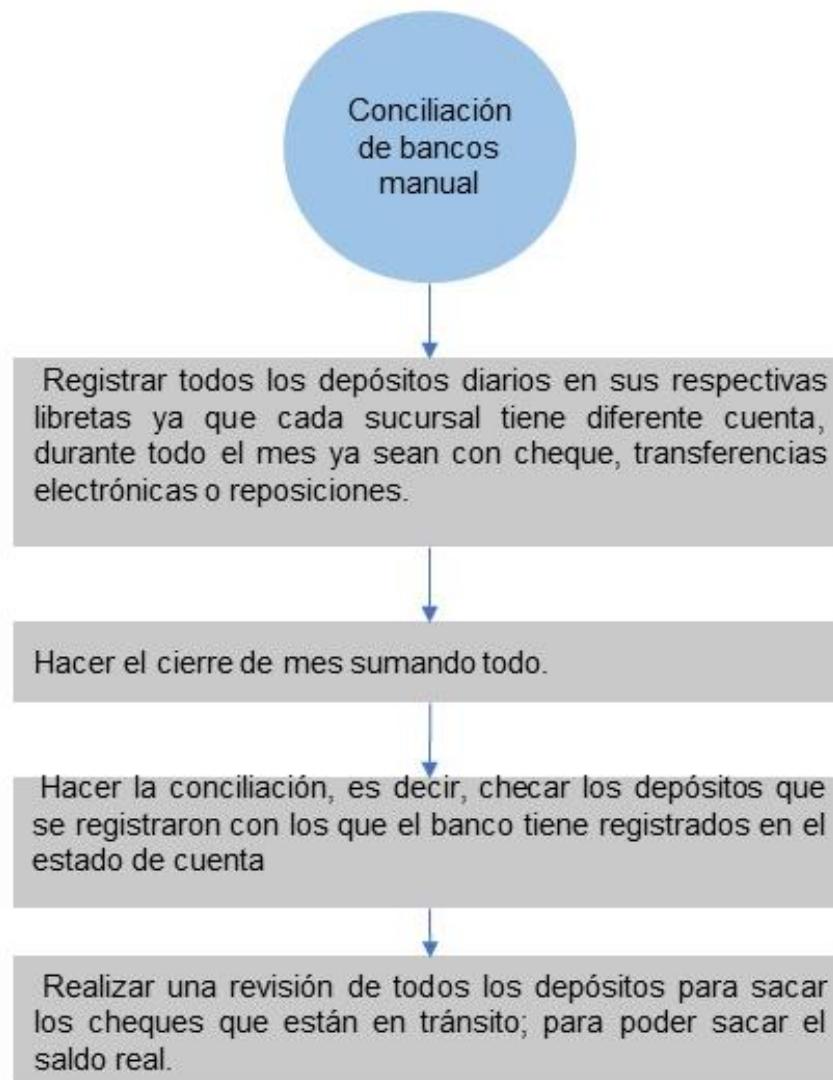 Conciliación
de bancos
manual
Registrar todos los depósitos diarios en sus respectivas
libretas ya que cada sucursal tiene diferente cuenta,
durante todo el mes ya sean con cheque, transferencias
electrónicas o reposiciones.
Hacer el cierre de mes sumando todo.
Hacer la conciliación, es decir, checar los depósitos que
se registraron con los que el banco tiene registrados en el
estado de cuenta
Realizar una revisión de todos los depósitos para sacar
los cheques que están en tránsito; para poder sacar el
saldo real.